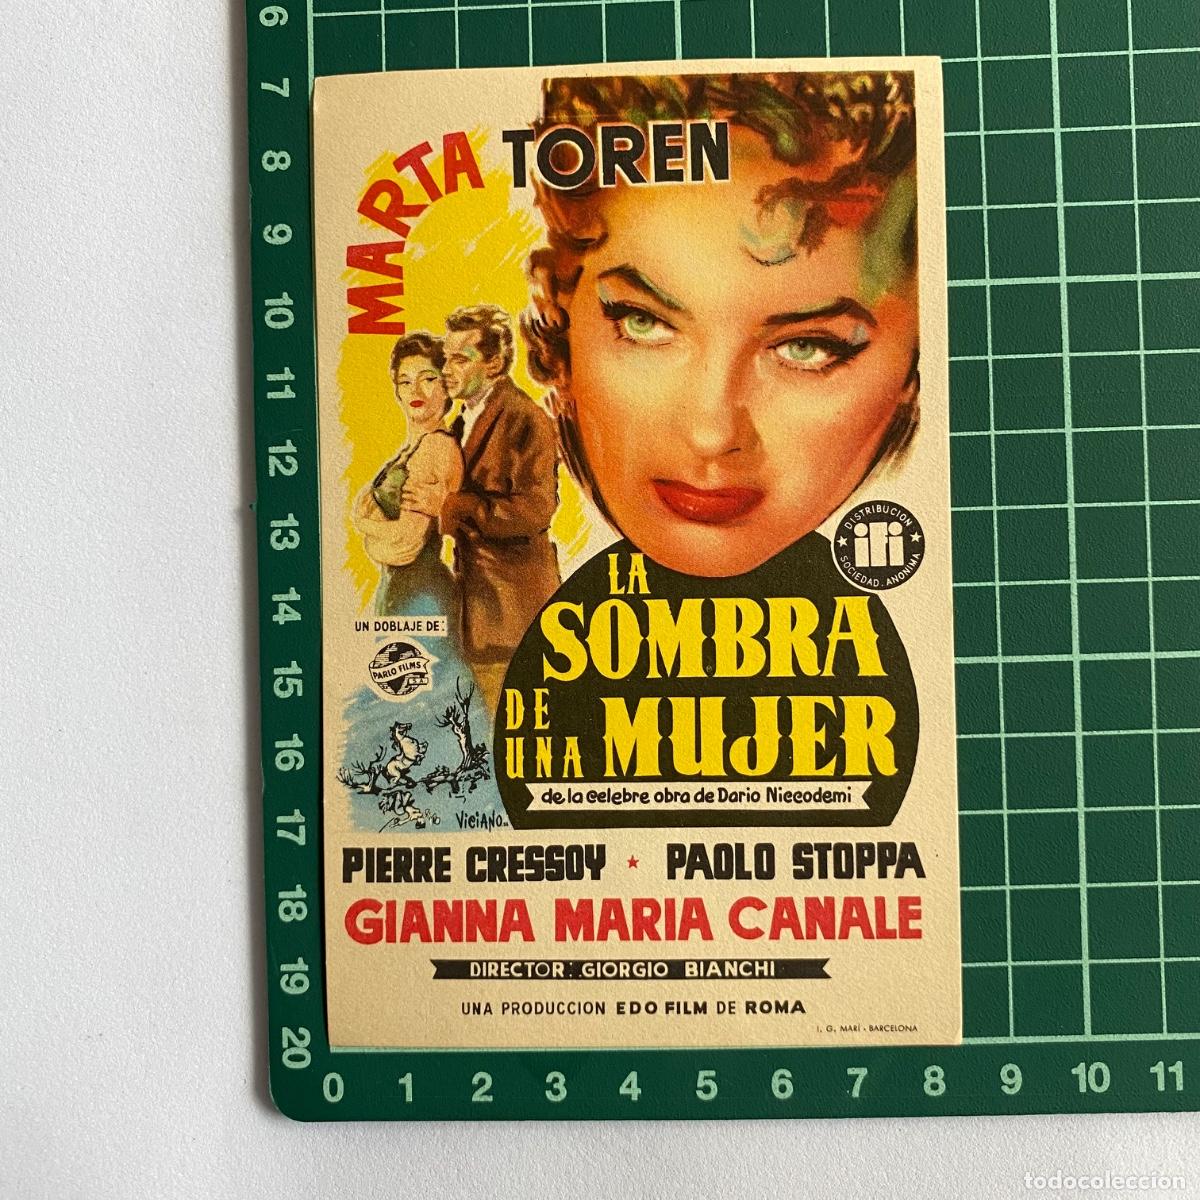 MARTA TOREN
DISTRIBUCION
ifi
SOCIEDAD ANONIMA
LA
SOMBRA
DE
UNA MUJER
de la celebre obra de Dario Niccodemi
UN DOBLAJE DE:
PARLO FILMS
S.A.
VICIANO..
PIERRE CRESSOY ★ PAOLO STOPPA
GIANNA MARIA CANALE
DIRECTOR: GIORGIO BIANCHI
UNA PRODUCCION EDO FILM DE ROMA
I. G. MARÍ - BARCELONA
6
7
8
9
10
11
12
13
14
15
16
17
18
19
20
0 1 2 3 4 5 6 7 8 9 10 11
todocoleccion